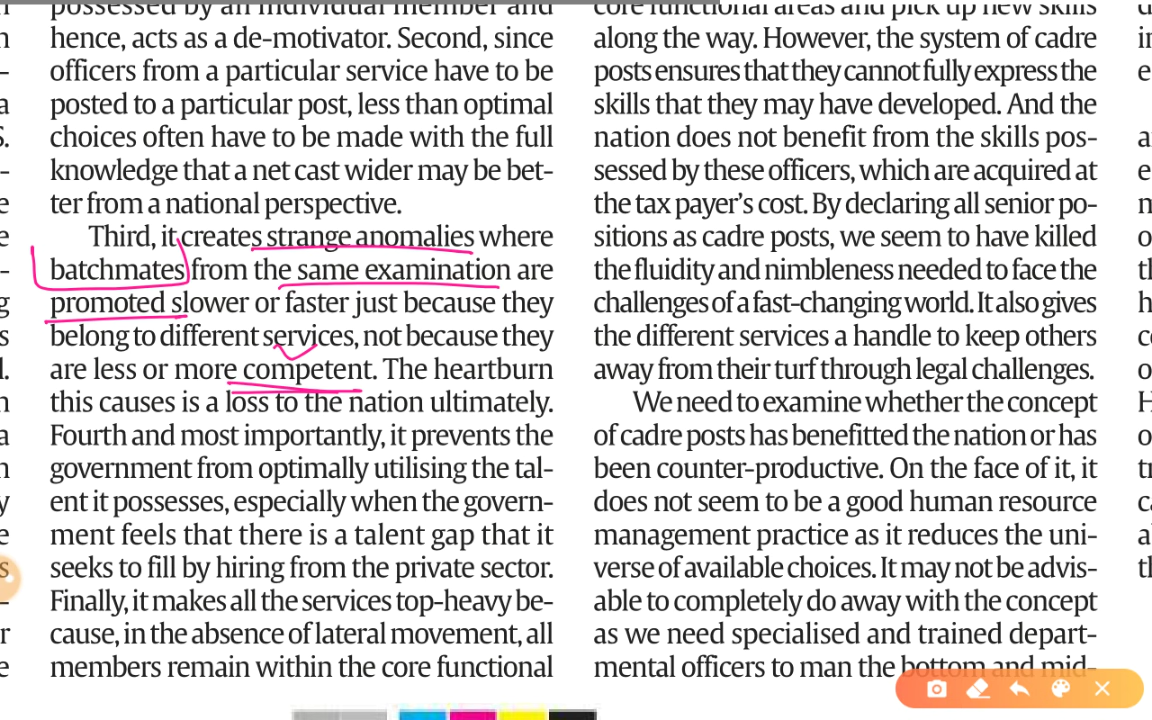 possessed by an individual member and
hence, acts as a de-motivator. Second, since
officers from a particular service have to be
posted to a particular post, less than optimal
choices often have to be made with the full
knowledge that a net cast wider may be bet-
ter from a national perspective.
Third, it creates strange anomalies where
batchmates from the same examination are
promoted slower or faster just because they
belong to different services, not because they
are less or more competent. The heartburn
this causes is a loss to the nation ultimately.
Fourth and most importantly, it prevents the
government from optimally utilising the tal-
ent it possesses, especially when the govern-
ment feels that there is a talent gap that it
seeks to fill by hiring from the private sector.
Finally, it makes all the services top-heavy be-
cause, in the absence of lateral movement, all
members remain within the core functional
core functional areas and pick up new skills
along the way. However, the system of cadre
posts ensures that they cannot fully express the
skills that they may have developed. And the
nation does not benefit from the skills pos-
sessed by these officers, which are acquired at
the tax payer's cost. By declaring all senior po-
sitions as cadre posts, we seem to have killed
the fluidity and nimbleness needed to face the
challenges of a fast-changing world. It also gives
the different services a handle to keep others
away from their turf through legal challenges.
We need to examine whether the concept
of cadre posts has benefitted the nation or has
been counter-productive. On the face of it, it
does not seem to be a good human resource
management practice as it reduces the uni-
verse of available choices. It may not be advis-
able to completely do away with the concept
as we need specialised and trained depart-
mental officers to man the bottom and mid-